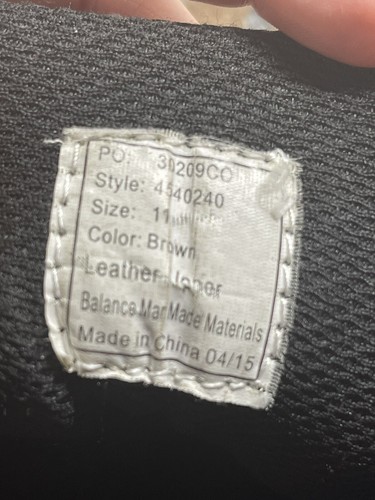 PO: 30209CO
Style: 4540240
Size: 11
Color: Brown
Leather Upper
Balance Man Made Materials
Made in China 04/15